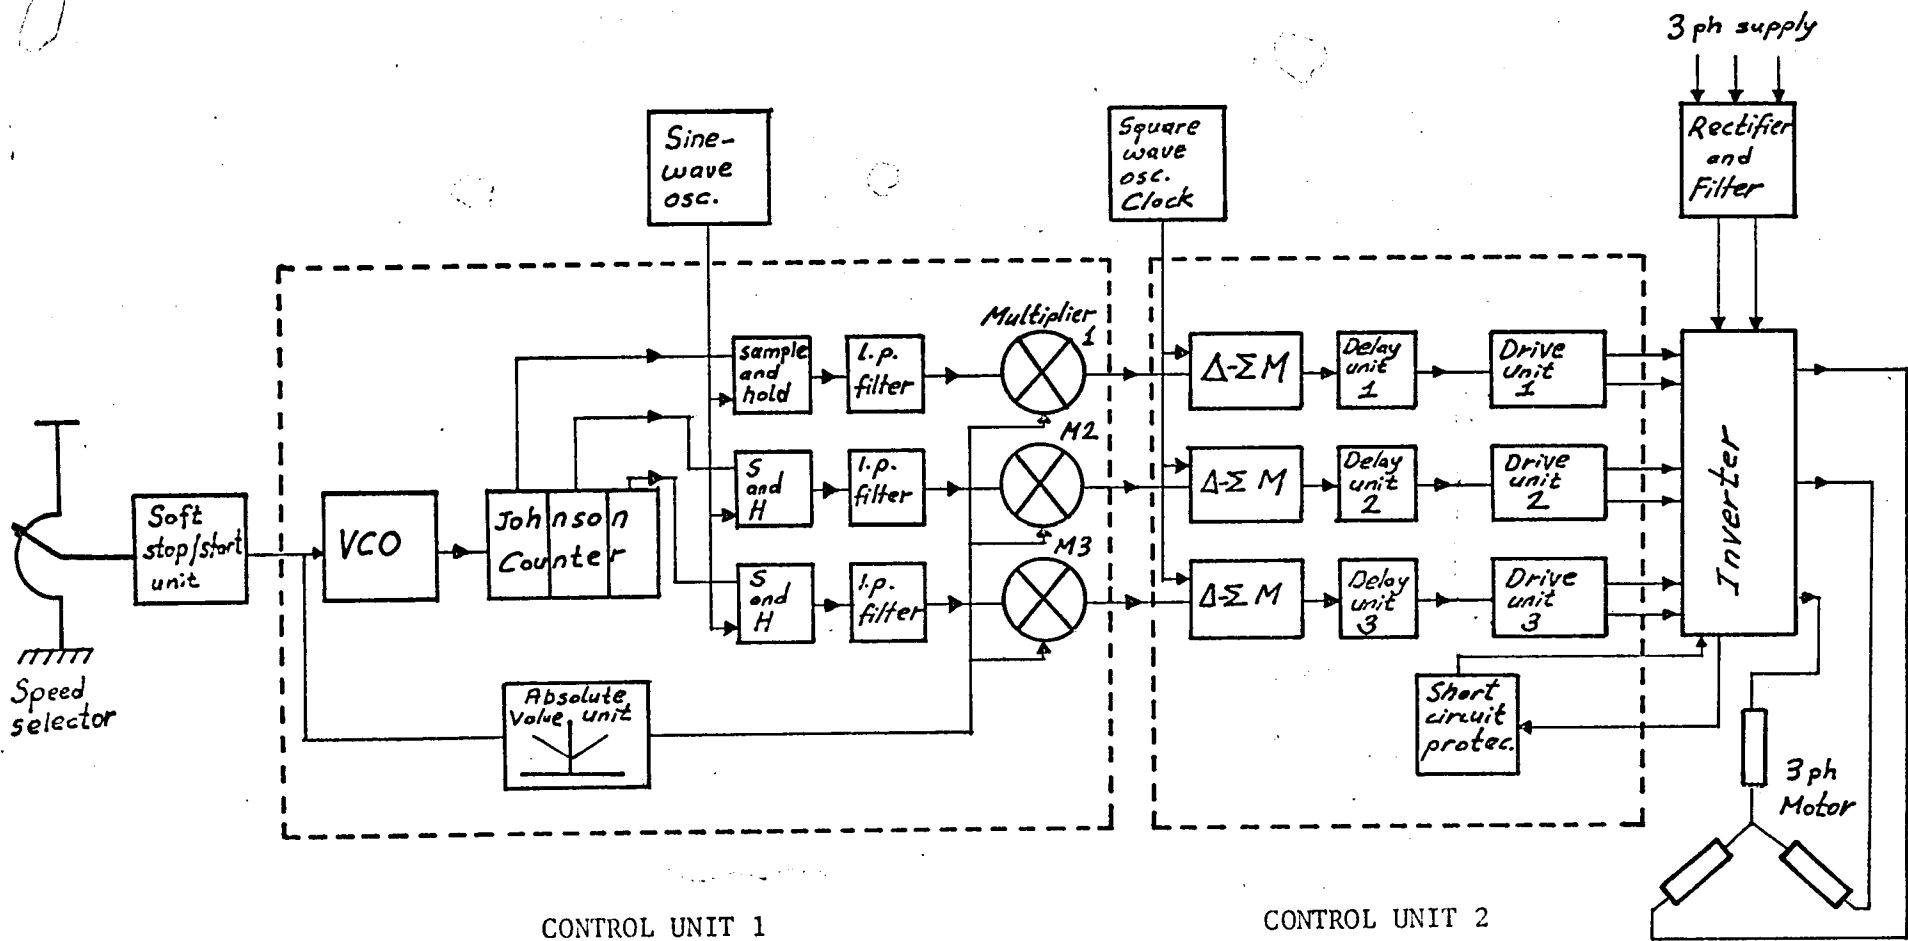 3 ph supply
Rectifier
and
Filter
Sine-
wave
osc.
Square
wave
osc.
Clock
Multiplier
1
sample
and
hold
l.p.
filter
Δ-Σ M
Delay
unit
1
Drive
unit
1
M2
S
and
H
l.p.
filter
Δ-Σ M
Delay
unit
2
Drive
unit
2
Inverter
Soft
stop/start
unit
VCO
Johnson
Counter
M3
S
and
H
l.p.
filter
Δ-Σ M
Delay
unit
3
Drive
unit
3
Speed
selector
Absolute
Value unit
Short
circuit
protec.
3 ph
Motor
CONTROL UNIT 1
CONTROL UNIT 2